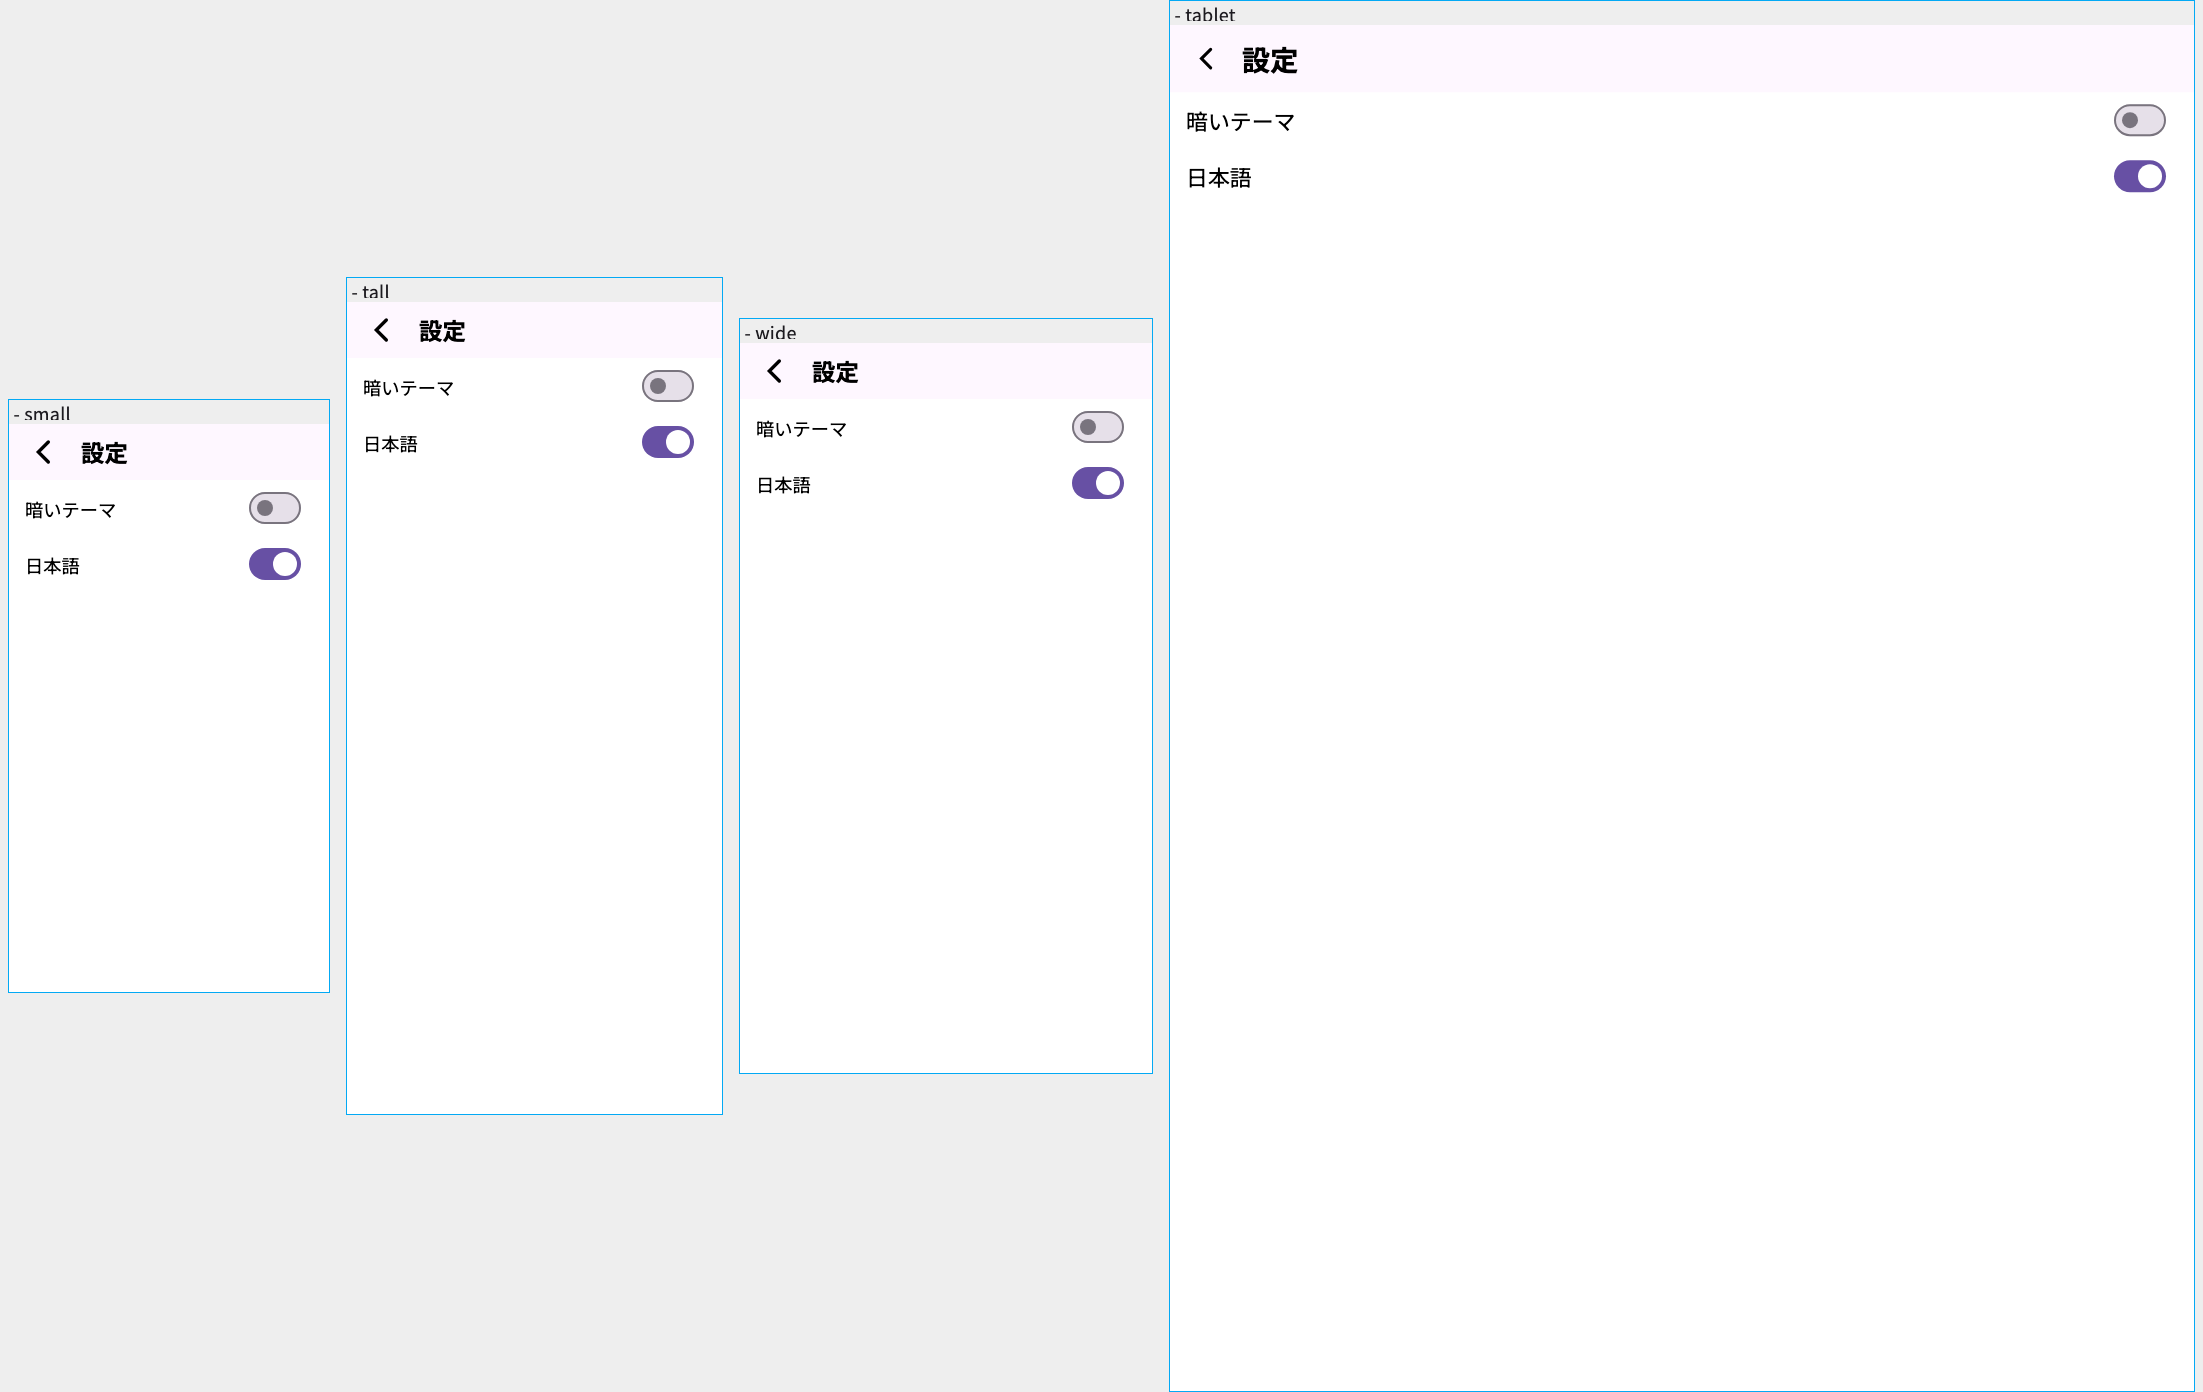 - small
設定
暗いテーマ
日本語
- tall
設定
暗いテーマ
日本語
- wide
設定
暗いテーマ
日本語
- tablet
設定
暗いテーマ
日本語